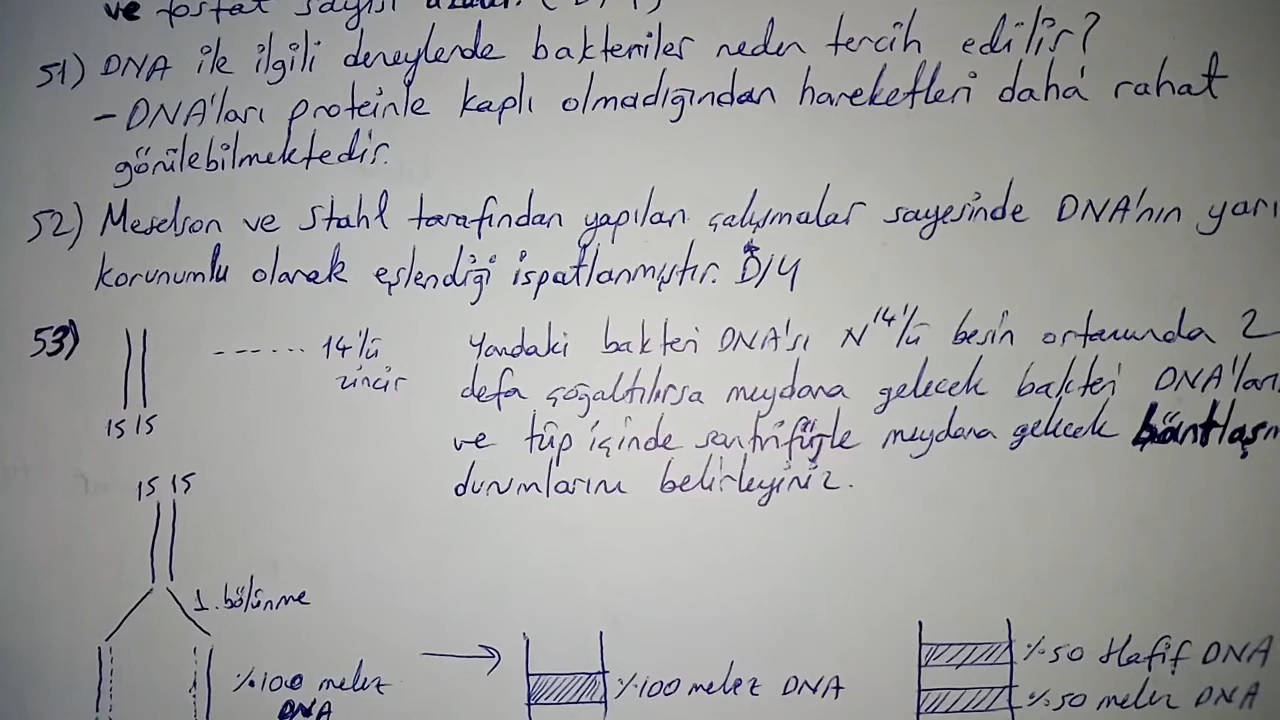 ve fosfat sayısı
51) DNA ile ilgili deneylerde bakteriler neden tercih edilir?
- DNA'ları proteinle kaplı olmadığından hareketleri daha rahat
görülebilmektedir.
52) Meselson ve Stahl tarafından yapılan çalışmalar sayesinde DNA'nın yarı
korunumlu olarak eşlendiği ispatlanmıştır. D/Y
53) ------ 14'lü zincir
15 15
Yandaki bakteri DNA'sı N14'lü besin ortamında 2
defa çoğaltılırsa meydana gelecek bakteri DNA'ları
ve tüp içinde santrifüjle meydana gelecek bantlaşm
durumlarını belirleyiniz.
15 15
1. bölünme
%100 melez DNA
%100 melez DNA
%50 Hafif DNA
%50 melez DNA